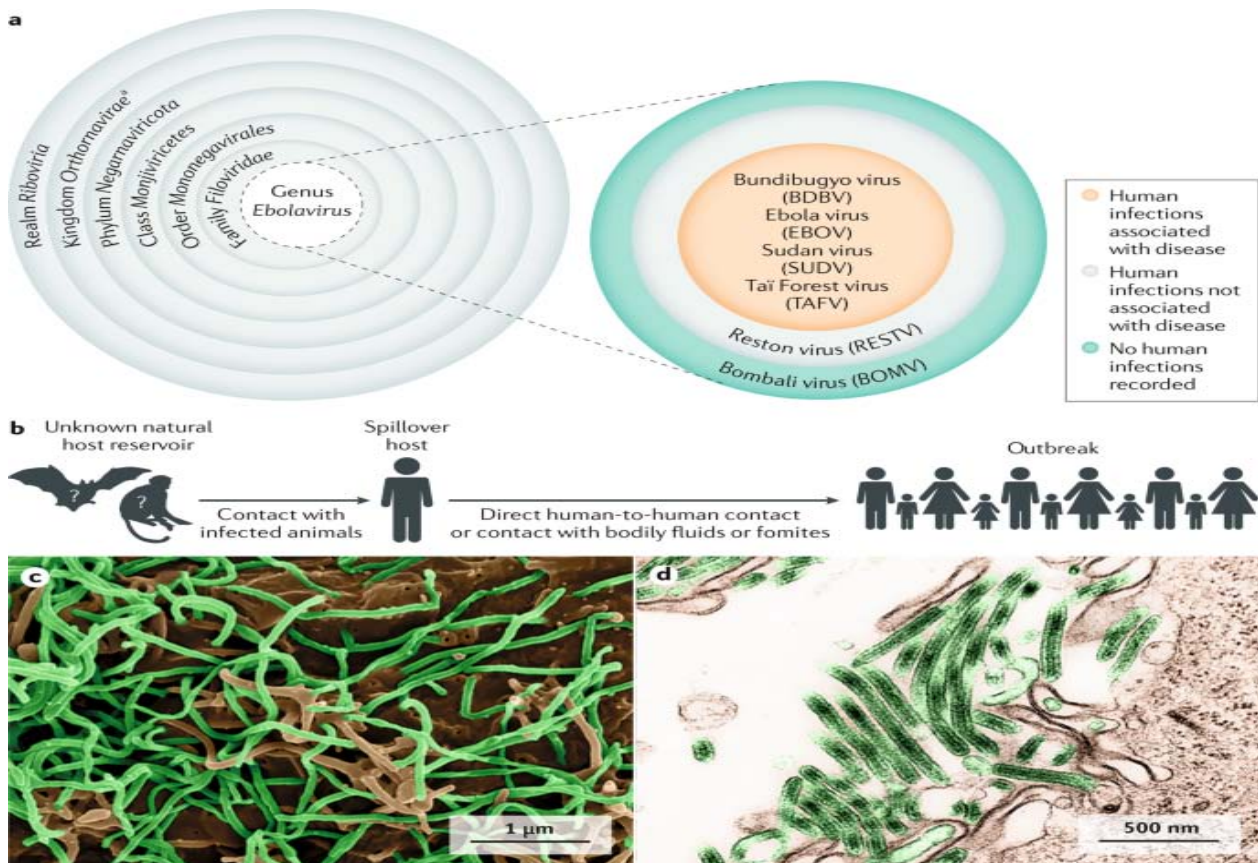 a
Realm Riboviria
Kingdom Orthornavirae*
Phylum Negarnaviricota
Class Monjiviricetes
Order Mononegavirales
Family Filoviridae
Genus
Ebolavirus
Bundibugyo virus
(BDBV)
Ebola virus
(EBOV)
Sudan virus
(SUDV)
Taï Forest virus
(TAFV)
Reston virus (RESTV)
Bombali virus (BOMV)
Human
infections
associated
with disease
Human
infections not
associated
with disease
No human
infections
recorded
b
Unknown natural
host reservoir
? ?
Contact with
infected animals
Spillover
host
Direct human-to-human contact
or contact with bodily fluids or fomites
Outbreak
c
1 µm
d
500 nm